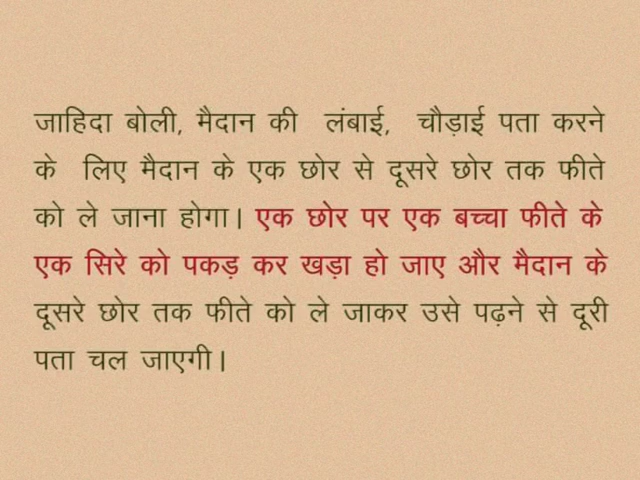 जाहिदा बोली, मैदान की लंबाई, चौड़ाई पता करने
के लिए मैदान के एक छोर से दूसरे छोर तक फीते
को ले जाना होगा। एक छोर पर एक बच्चा फीते के
एक सिरे को पकड़ कर खड़ा हो जाए और मैदान के
दूसरे छोर तक फीते को ले जाकर उसे पढ़ने से दूरी
पता चल जाएगी।